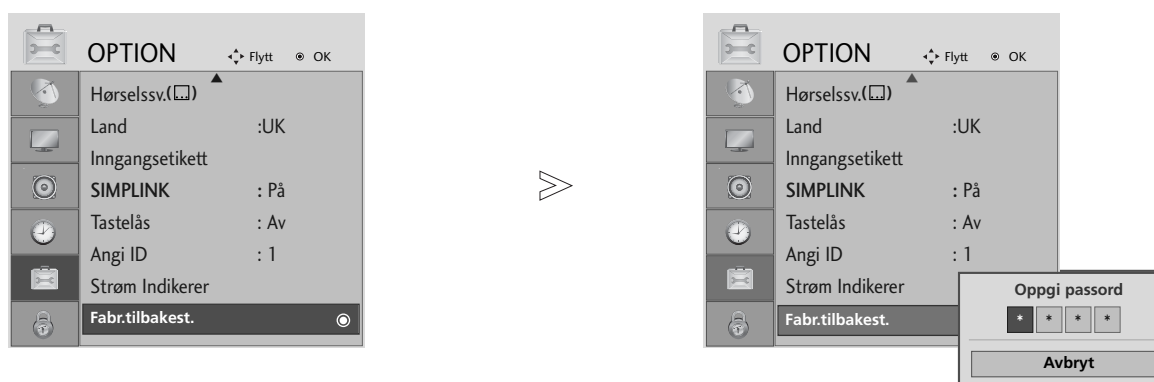 OPTION Flytt OK
Hørselssv.(...)
Land :UK
Inngangsetikett
SIMPLINK : På
Tastelås : Av
Angi ID : 1
Strøm Indikerer
Fabr.tilbakest.
OPTION Flytt OK
Hørselssv.(...)
Land :UK
Inngangsetikett
SIMPLINK : På
Tastelås : Av
Angi ID : 1
Strøm Indikerer
Fabr.tilbakest.
Oppgi passord
* * * *
Avbryt